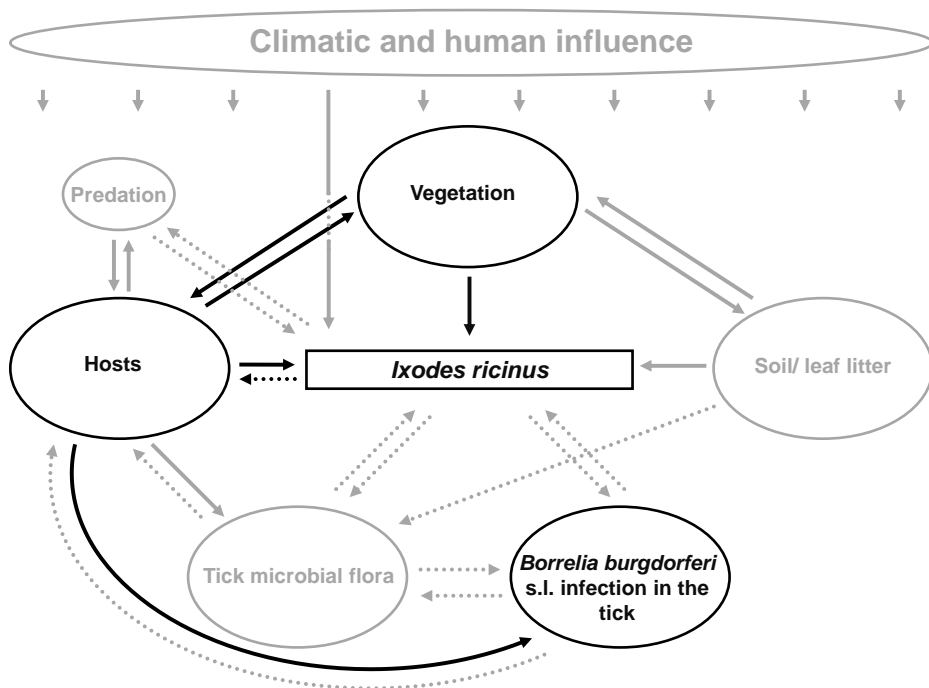 Climatic and human influence
Predation
Vegetation
Hosts
Ixodes ricinus
Soil/ leaf litter
Tick microbial flora
Borrelia burgdorferi
s.l. infection in the
tick